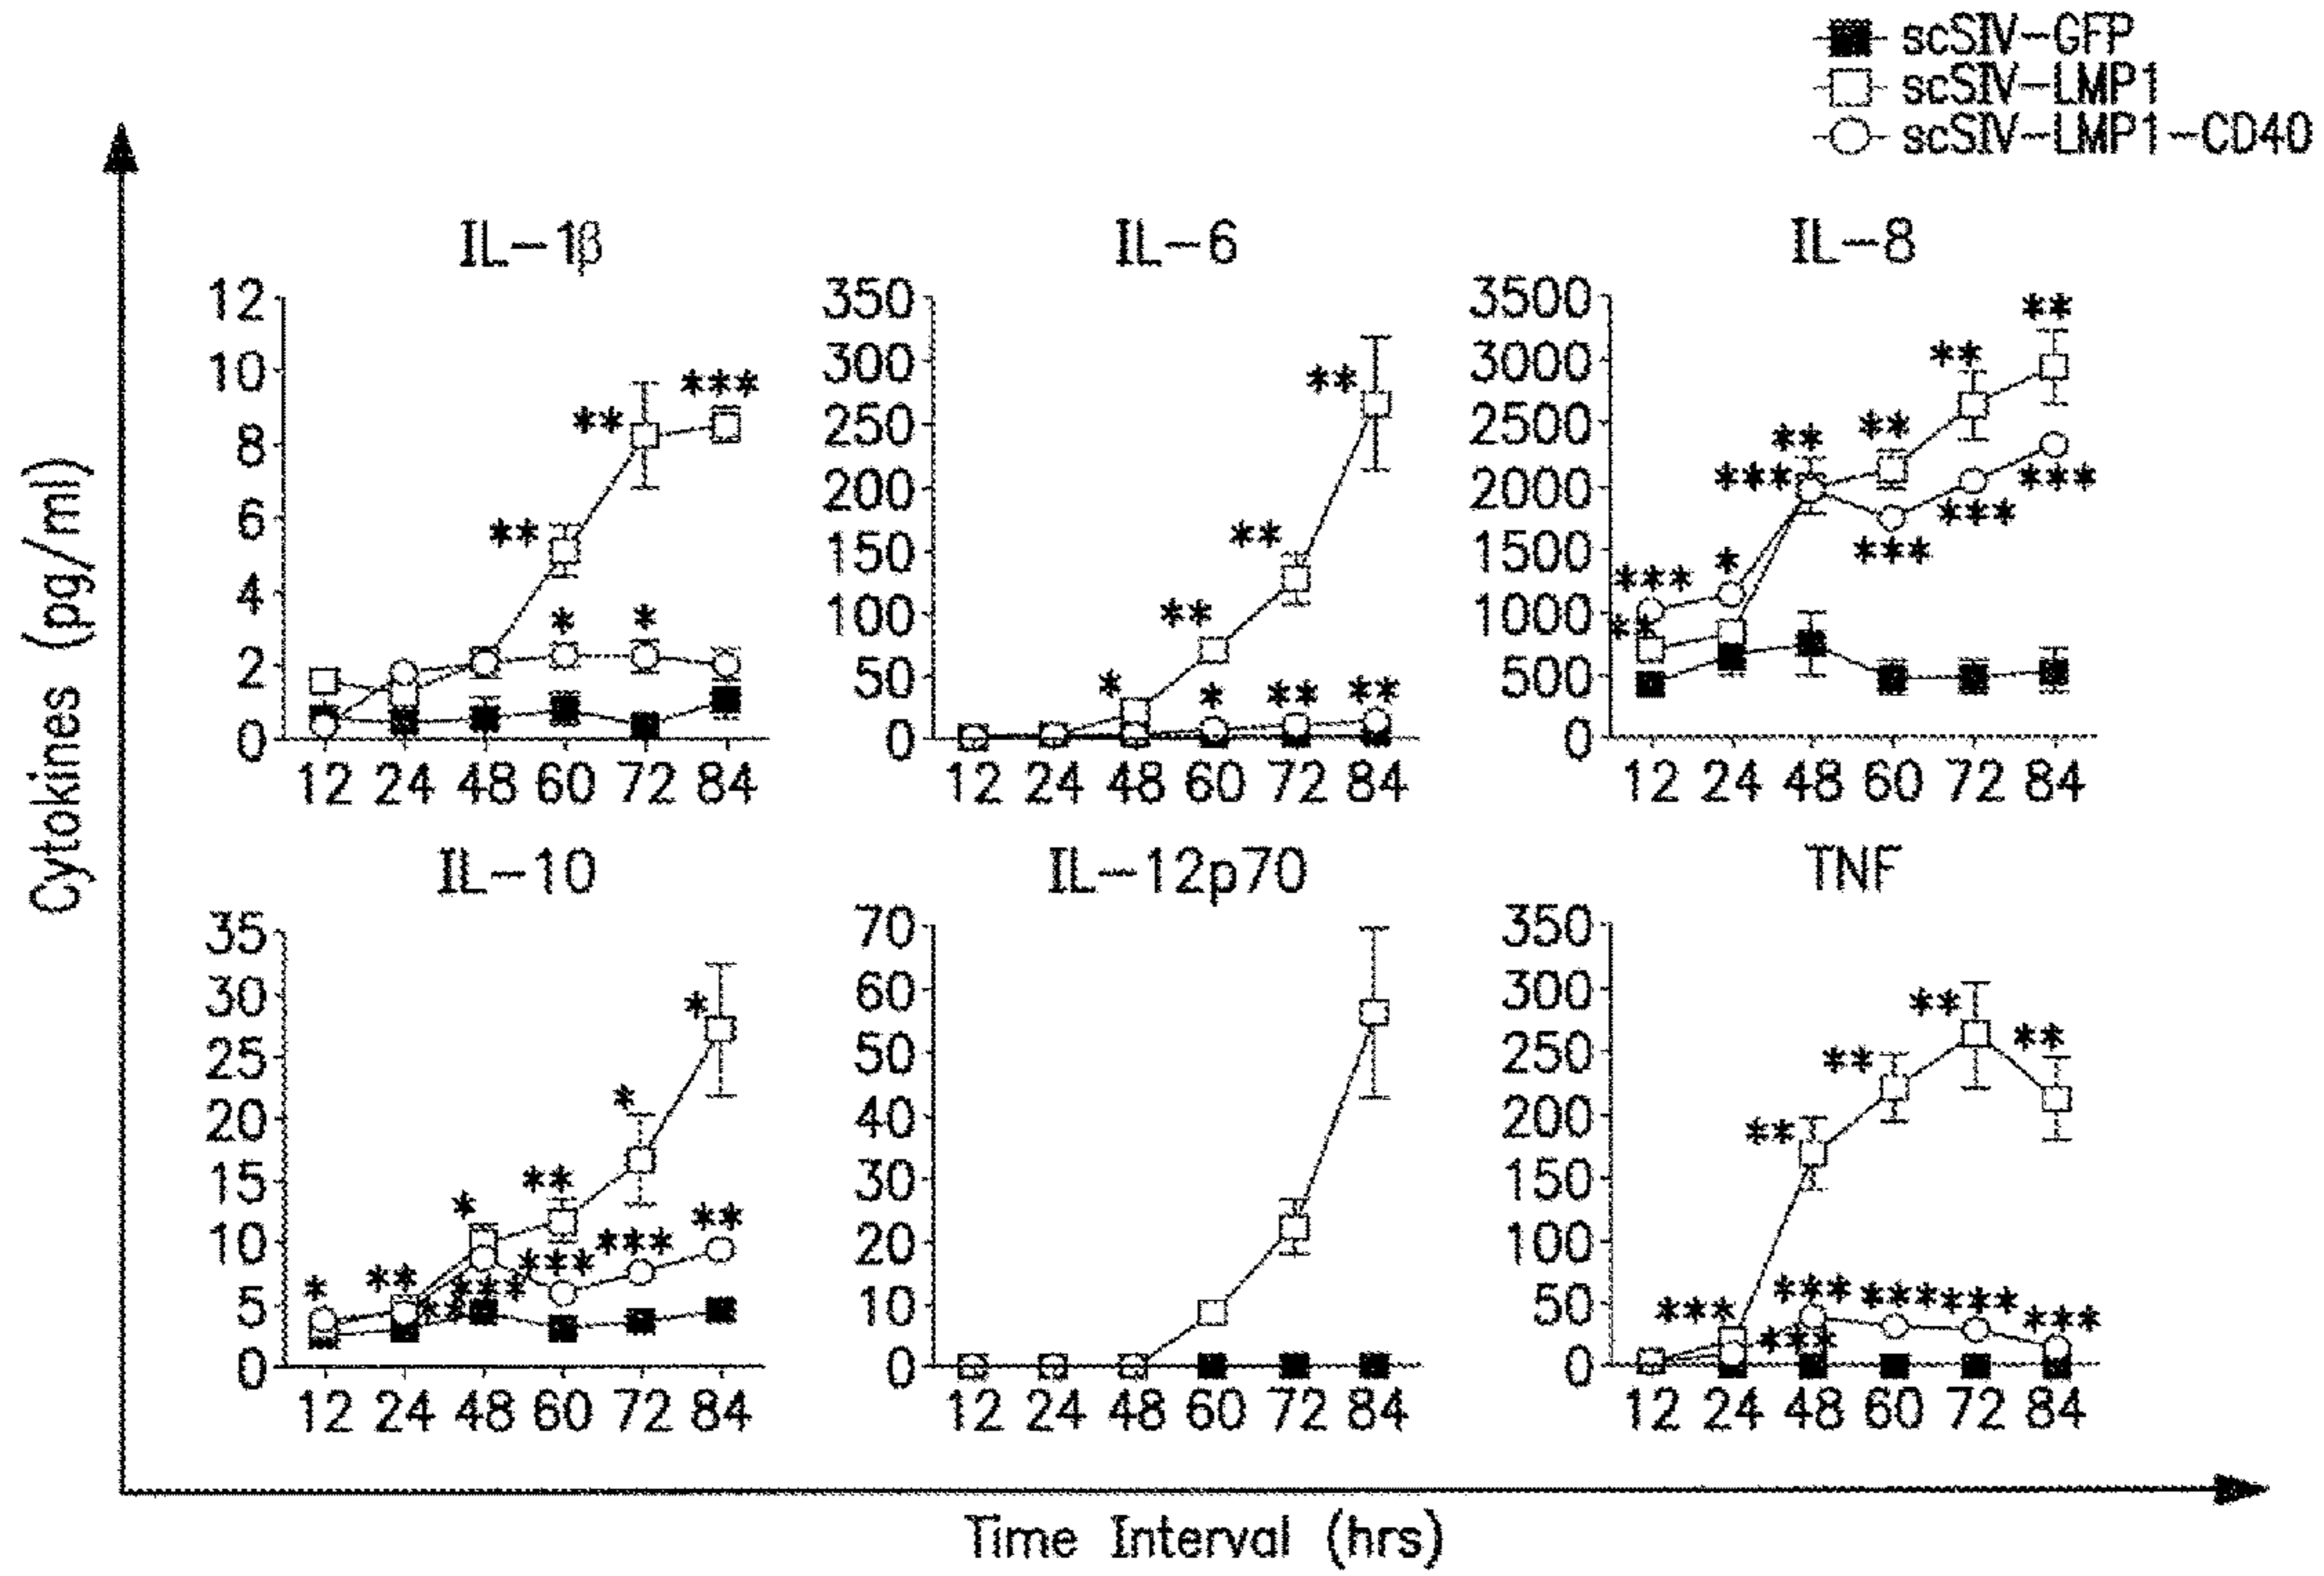 scSIV-GFP
scSIV-LMP1
scSIV-LMP1-CD40
Cytokines (pg/ml)
IL-1β
12
10
8
6
4
2
0
** ** *** * *
12 24 48 60 72 84
IL-6
350
300
250
200
150
100
50
0
* ** ** ** * ** **
12 24 48 60 72 84
IL-8
3500
3000
2500
2000
1500
1000
500
0
** ** ** ** ** *** * *** *** *** ***
12 24 48 60 72 84
IL-10
35
30
25
20
15
10
5
0
* ** * ** * * *** *** **
12 24 48 60 72 84
IL-12p70
70
60
50
40
30
20
10
0
12 24 48 60 72 84
TNF
350
300
250
200
150
100
50
0
*** ** ** ** ** *** *** *** *** ***
12 24 48 60 72 84
Time Interval (hrs)